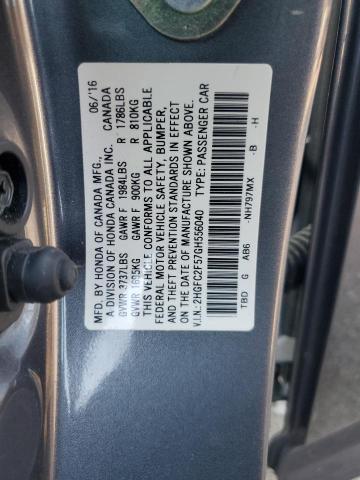 MFD. BY HONDA OF CANADA MFG., 06/16
A DIVISION OF HONDA CANADA INC. CANADA
GVWR 3737LBS GAWR F 1984LBS R 1786LBS
GVWR 1695KG GAWR F 900KG R 810KG
THIS VEHICLE CONFORMS TO ALL APPLICABLE
FEDERAL MOTOR VEHICLE SAFETY, BUMPER,
AND THEFT PREVENTION STANDARDS IN EFFECT
ON THE DATE OF MANUFACTURE SHOWN ABOVE.
V.I.N.:2HGFC2F57GH556040 TYPE: PASSENGER CAR
TBD G AB6 -NH797MX -B -H